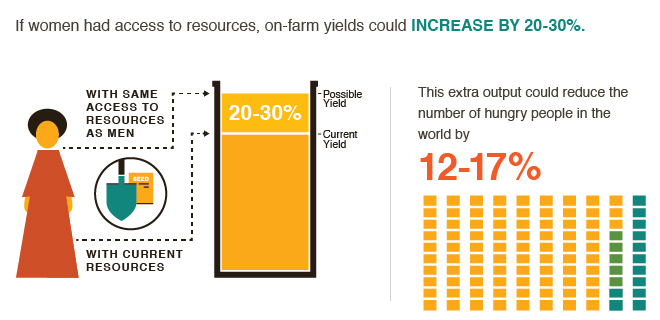 If women had access to resources, on-farm yields could INCREASE BY 20-30%.
WITH SAME
ACCESS TO
RESOURCES
AS MEN
SEED
WITH CURRENT
RESOURCES
20-30%
Possible
Yield
Current
Yield
This extra output could reduce the
number of hungry people in the
world by
12-17%